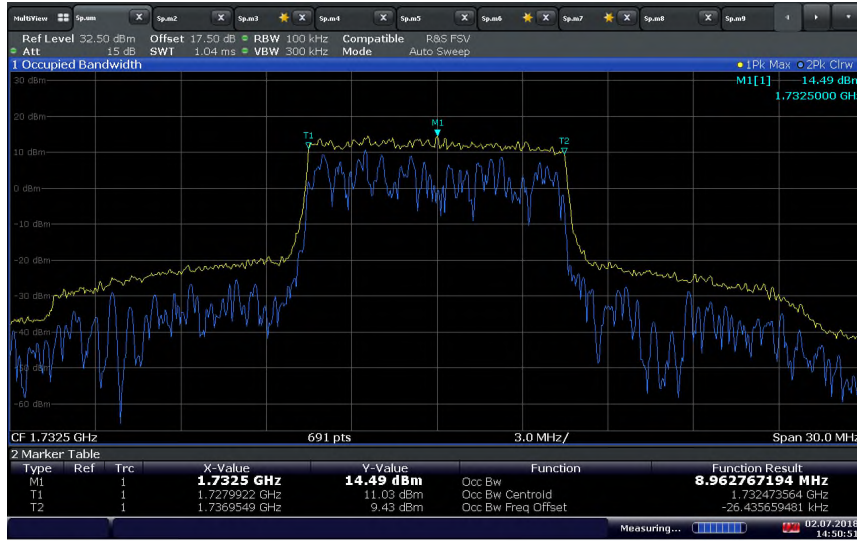 MultiView Sp.um X Sp.m2 X Sp.m3 X Sp.m4 X Sp.m5 X Sp.m6 X Sp.m7 X Sp.m8 X Sp.m9
Ref Level 32.50 dBm Offset 17.50 dB RBW 100 kHz Compatible R&S FSV
Att 15 dB SWT 1.04 ms VBW 300 kHz Mode Auto Sweep
1 Occupied Bandwidth 1Pk Max 2Pk Clrw
30 dBm
M1[1] 14.49 dBm
1.7325000 GHz
20 dBm
M1
T1
T2
10 dBm
0 dBm
-10 dBm
-20 dBm
-30 dBm
-40 dBm
-50 dBm
-60 dBm
CF 1.7325 GHz 691 pts 3.0 MHz/ Span 30.0 MHz
2 Marker Table
Type Ref Trc X-Value Y-Value Function Function Result
M1 1 1.7325 GHz 14.49 dBm Occ Bw 8.962767194 MHz
T1 1 1.7279922 GHz 11.03 dBm Occ Bw Centroid 1.732473564 GHz
T2 1 1.7369549 GHz 9.43 dBm Occ Bw Freq Offset -26.435659481 kHz
Measuring... 02.07.2018
14:50:51